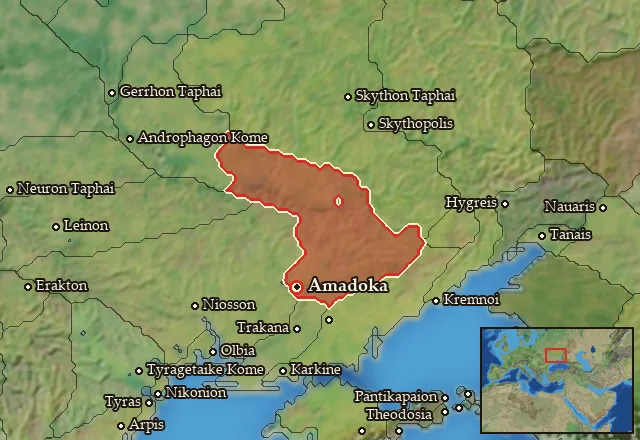 Gerrhon Taphai
Skython Taphai
Skythopolis
Androphagon Kome
Neuron Taphai
Hygreis
Nauaris
Leinon
Tanais
Erakton
Amadoka
Kremnoi
Niosson
Trakana
Olbia
Tyragetaike Kome
Karkine
Nikonion
Pantikapaion
Tyras
Theodosia
Arpis